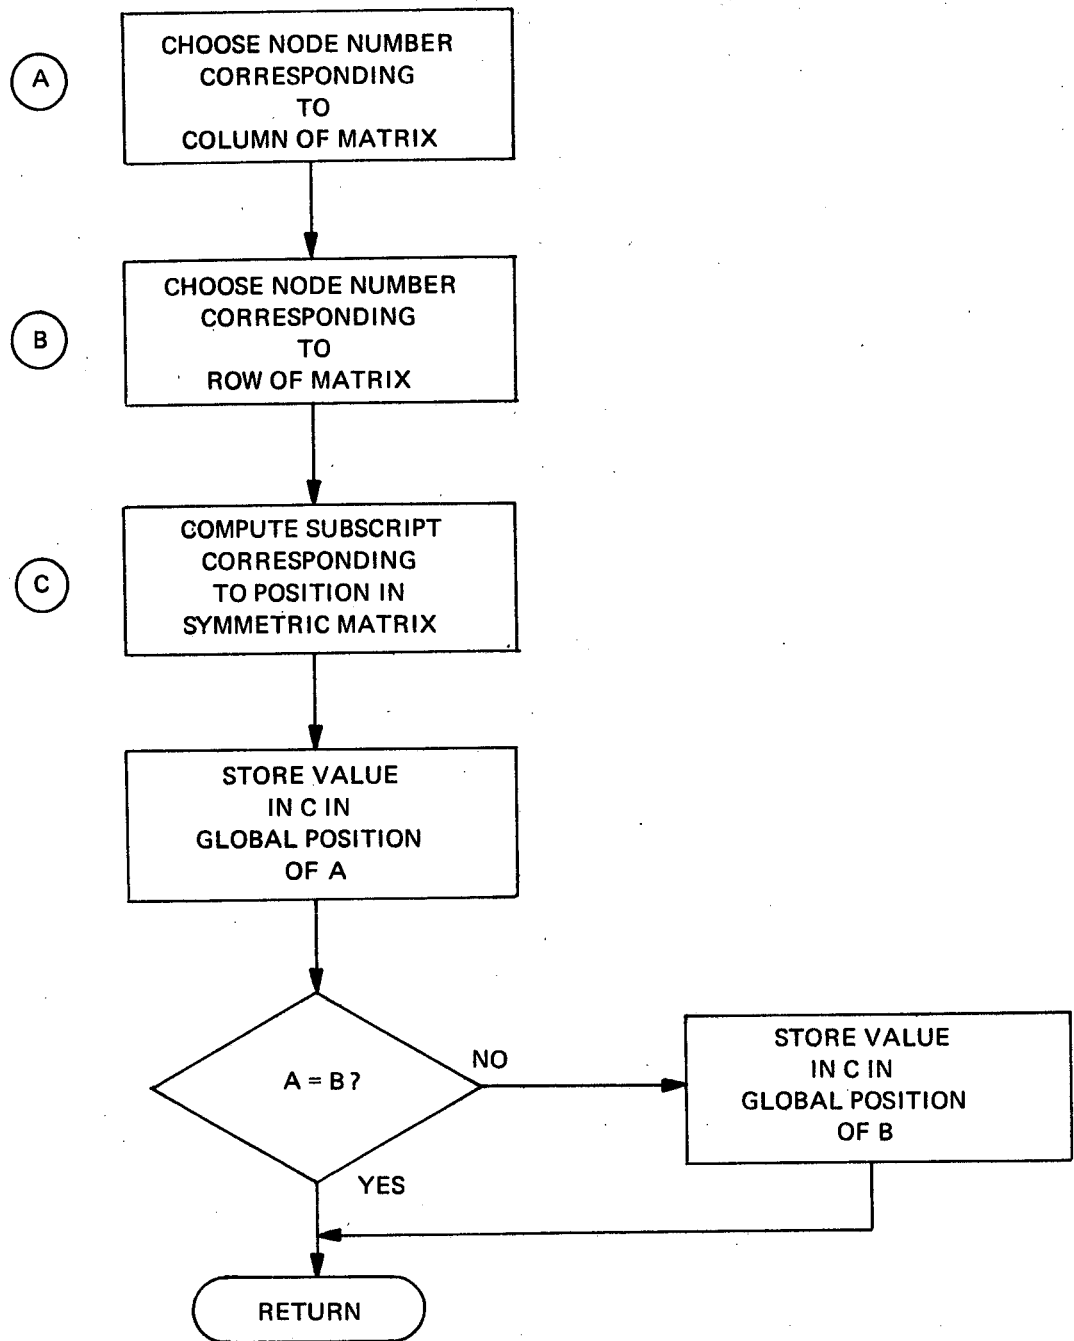 A
CHOOSE NODE NUMBER
CORRESPONDING
TO
COLUMN OF MATRIX
B
CHOOSE NODE NUMBER
CORRESPONDING
TO
ROW OF MATRIX
C
COMPUTE SUBSCRIPT
CORRESPONDING
TO POSITION IN
SYMMETRIC MATRIX
STORE VALUE
IN C IN
GLOBAL POSITION
OF A
A = B?
NO
STORE VALUE
IN C IN
GLOBAL POSITION
OF B
YES
RETURN